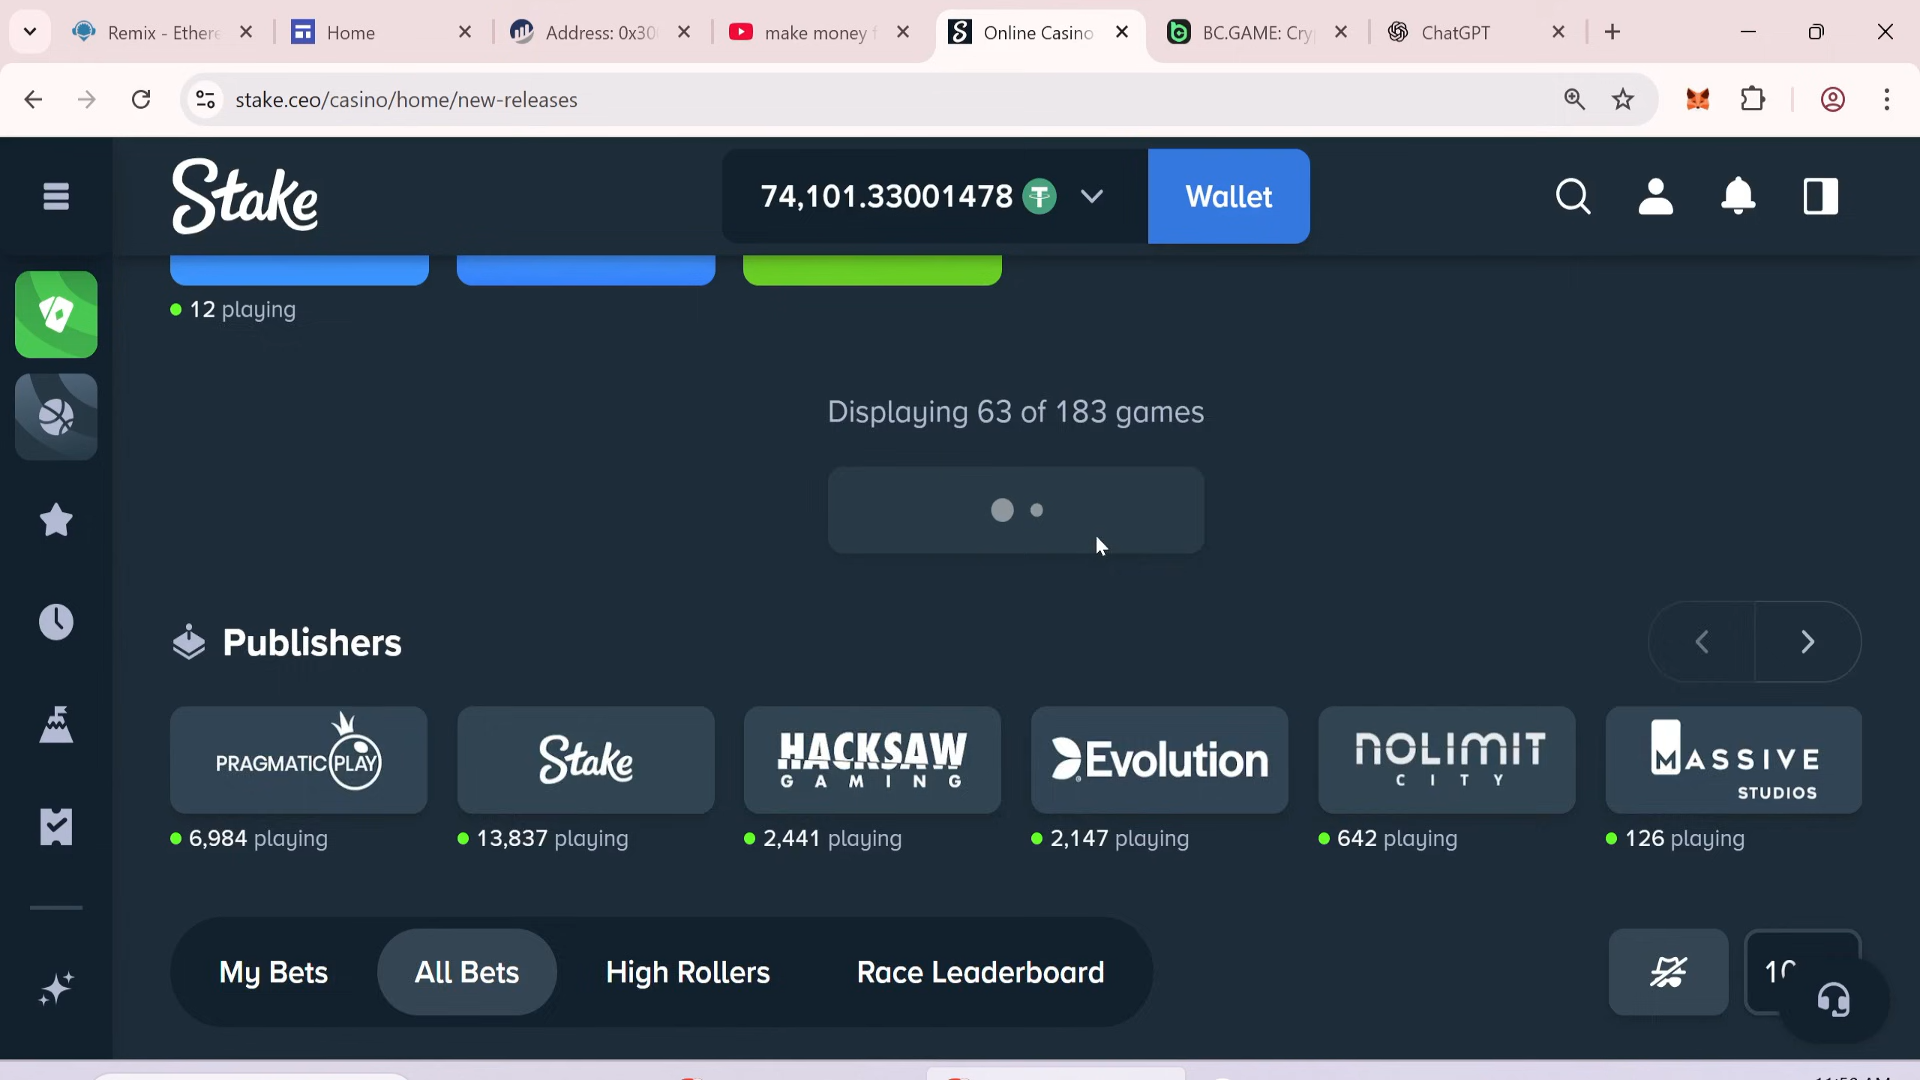 Remix - Ethere
Home
Address: 0x30
make money f
Online Casino
BC.GAME: Cry
ChatGPT
stake.ceo/casino/home/new-releases
Stake
74,101.33001478
Wallet
12 playing
Displaying 63 of 183 games
Publishers
PRAGMATIC PLAY
Stake
HACKSAW
GAMING
Evolution
NOLIMIT
CITY
MASSIVE
STUDIOS
6,984 playing
13,837 playing
2,441 playing
2,147 playing
642 playing
126 playing
My Bets
All Bets
High Rollers
Race Leaderboard